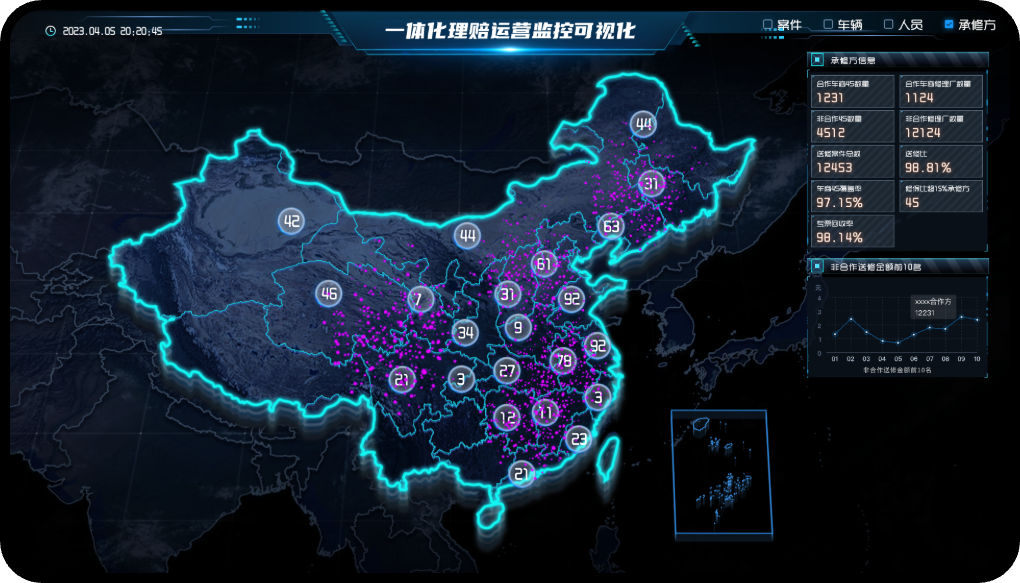 2023.04.05 20:20:45
一体化理赔运营监控可视化
案件
车辆
人员
承修方
承修方信息
合作车商4S数量
1231
合作车商修理厂数量
1124
非合作4S数量
4512
非合作修理厂数量
12124
送修案件总数
12453
送修比
98.81%
车商4S覆盖率
97.15%
修保比超15%承修方
45
专票回收率
98.14%
非合作送修金额前10名
元
4
3
2
1
0
xxxx合作方
12231
01 02 03 04 05 06 07 08 09 10
非合作送修金额前10名
44
31
63
42
44
61
46
7
31
92
9
34
92
78
27
21
3
3
12
11
23
21